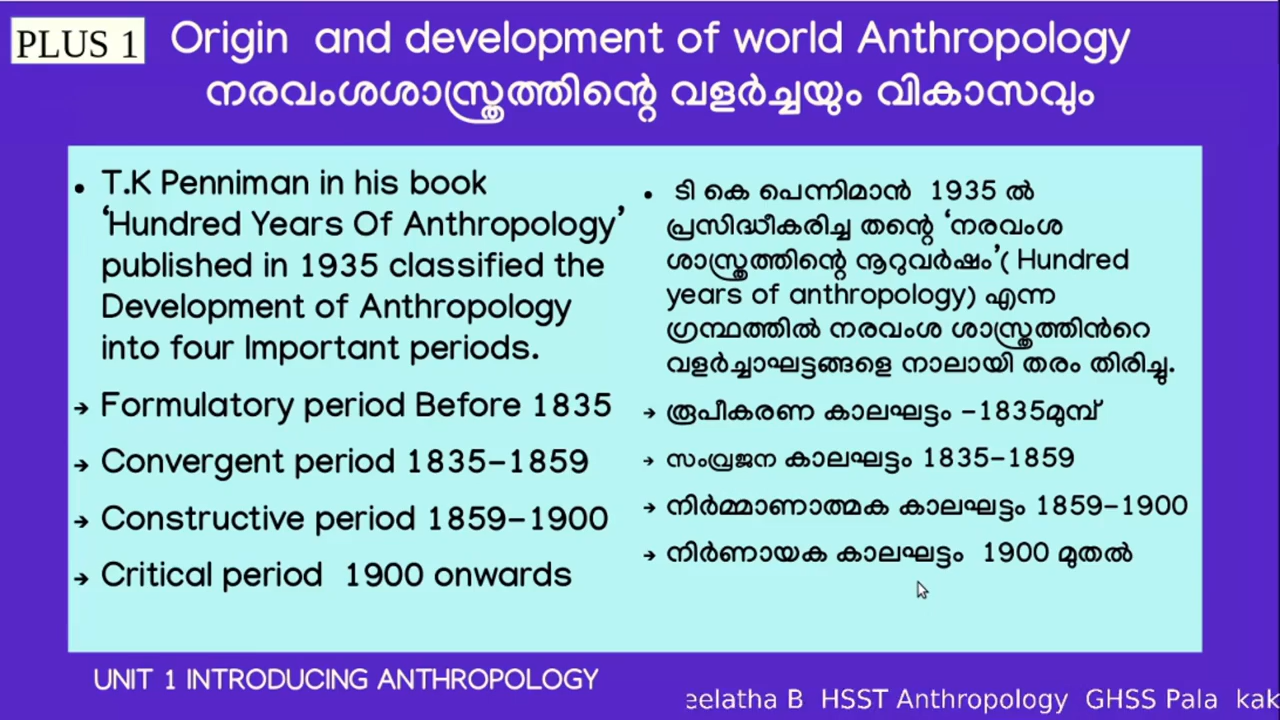 PLUS 1
Origin and development of world Anthropology
നരവംശശാസ്ത്രത്തിന്റെ വളർച്ചയും വികാസവും
• T.K Penniman in his book
‘Hundred Years Of Anthropology’
published in 1935 classified the
Development of Anthropology
into four Important periods.
→ Formulatory period Before 1835
→ Convergent period 1835–1859
→ Constructive period 1859–1900
→ Critical period 1900 onwards
• ടി കെ പെന്നിമാൻ 1935 ൽ
പ്രസിദ്ധീകരിച്ച തന്റെ ‘നരവംശ
ശാസ്ത്രത്തിന്റെ നൂറുവർഷം’( Hundred
years of anthropology) എന്ന
ഗ്രന്ഥത്തിൽ നരവംശ ശാസ്ത്രത്തിൻറെ
വളർച്ചാഘട്ടങ്ങളെ നാലായി തരം തിരിച്ചു.
→ രൂപീകരണ കാലഘട്ടം –1835മുമ്പ്
→ സംവ്രജന കാലഘട്ടം 1835–1859
→ നിർമ്മാണാത്മക കാലഘട്ടം 1859–1900
→ നിർണായക കാലഘട്ടം 1900 മുതൽ
UNIT 1 INTRODUCING ANTHROPOLOGY
eelatha B HSST Anthropology GHSS Pala kak